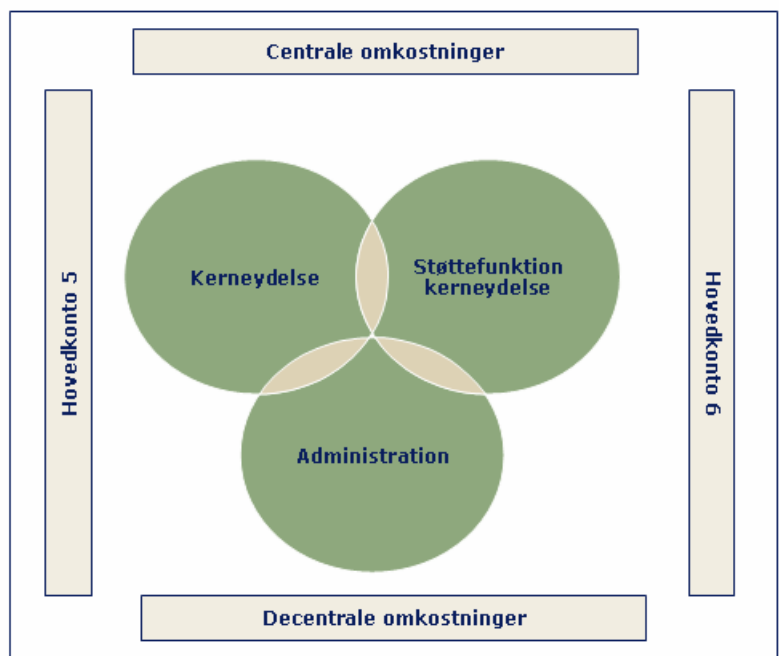 Centrale omkostninger
Hovedkonto 5
Kerneydelse
Støttefunktion
kerneydelse
Hovedkonto 6
Administration
Decentrale omkostninger